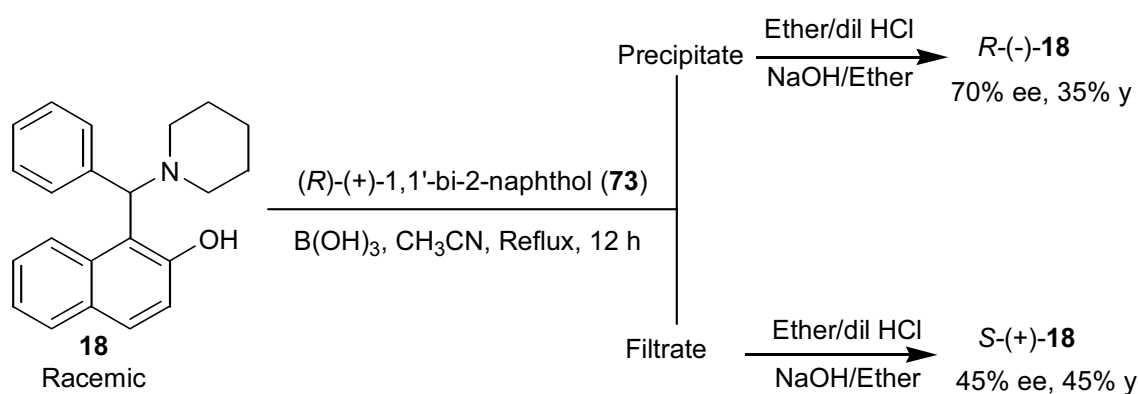 Ether/dil HCl
Precipitate
NaOH/Ether
R-(-)-18
70% ee, 35% y
N
OH
18
Racemic
(R)-(+)-1,1'-bi-2-naphthol (73)
B(OH)3, CH3CN, Reflux, 12 h
Ether/dil HCl
Filtrate
NaOH/Ether
S-(+)-18
45% ee, 45% y